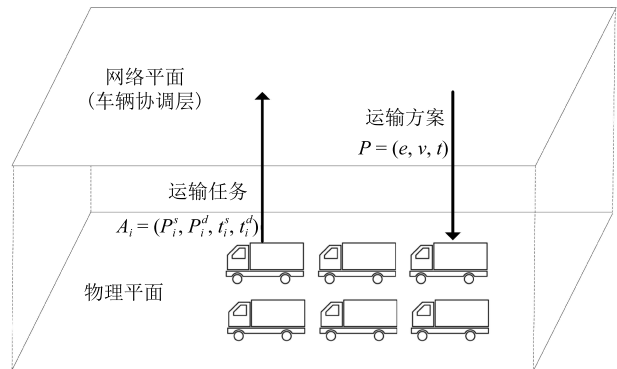 网络平面
(车辆协调层)
运输方案
P = (e, v, t)
运输任务
A_i = (P_i^s, P_i^d, t_i^s, t_i^d)
物理平面